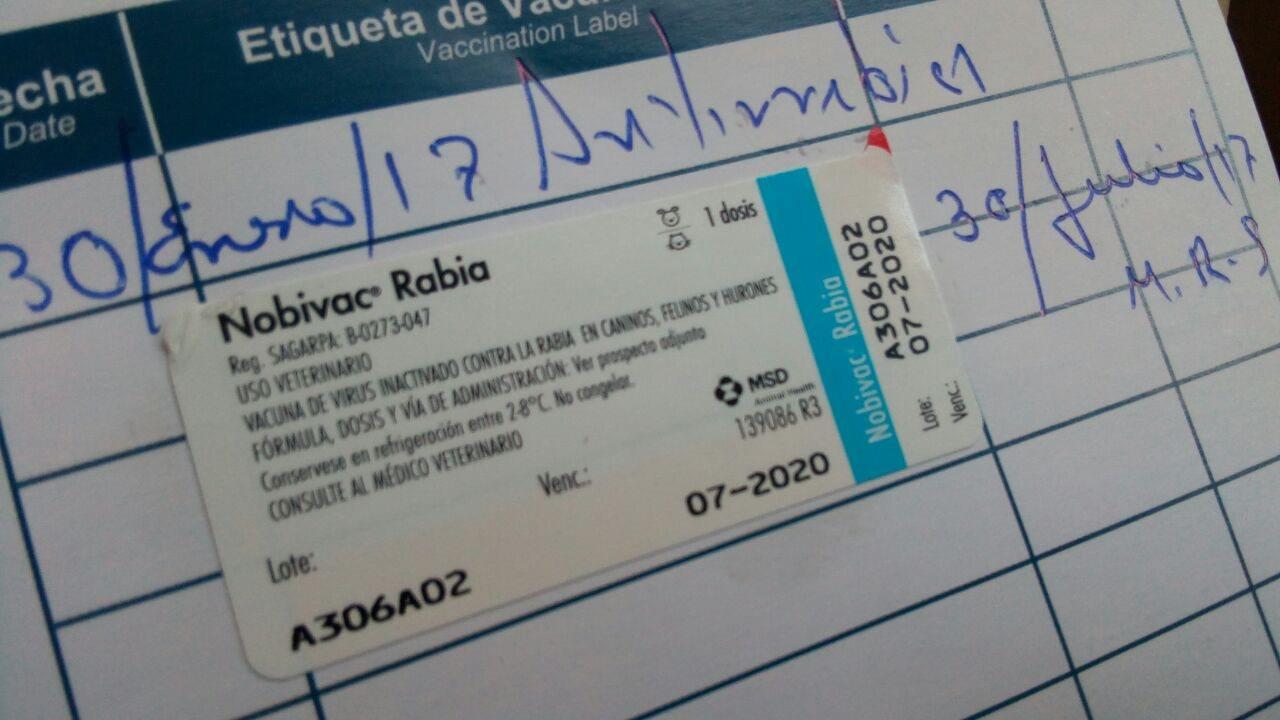 Etiqueta de Vacu
Vaccination Label
echa
Date
30/Enero/17 Antirrabica
30/Julio/17
M.R.S
Nobivac® Rabia
1 dosis
Reg. SAGARPA: B-0273-047
USO VETERINARIO
VACUNA DE VIRUS INACTIVADO CONTRA LA RABIA EN CANINOS, FELINOS Y HURONES
FÓRMULA, DOSIS Y VÍA DE ADMINISTRACIÓN: Ver prospecto adjunto
Conservese en refrigeración entre 2-8°C. No congelar.
CONSULTE AL MÉDICO VETERINARIO
MSD
Animal Health
139086 R3
Venc.:
07-2020
Lote:
A306A02
Nobivac® Rabia
Lote: A306A02
Venc.: 07-2020